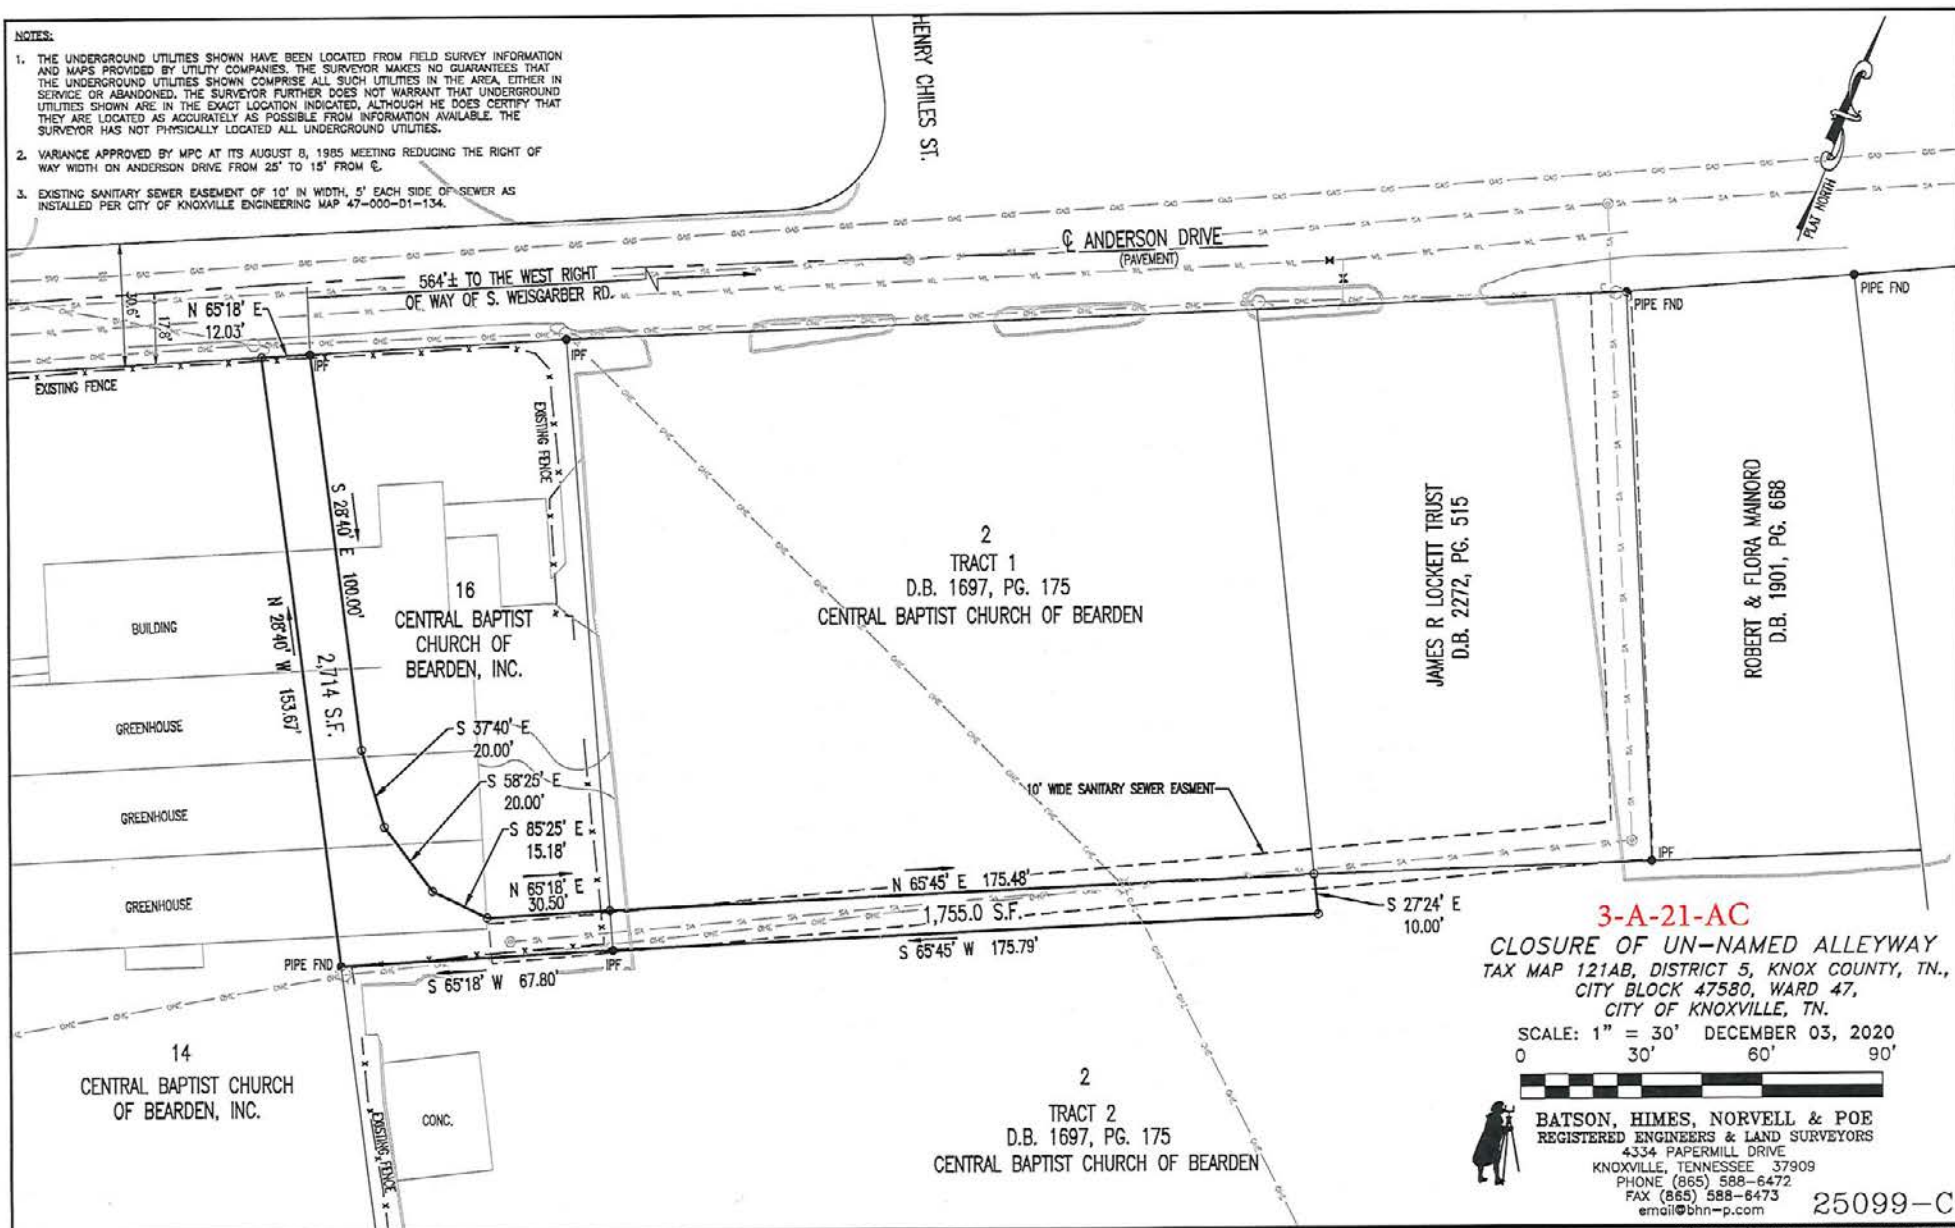 NOTES:
1. THE UNDERGROUND UTILITIES SHOWN HAVE BEEN LOCATED FROM FIELD SURVEY INFORMATION
AND MAPS PROVIDED BY UTILITY COMPANIES. THE SURVEYOR MAKES NO GUARANTEES THAT
THE UNDERGROUND UTILITIES SHOWN COMPRISE ALL SUCH UTILITIES IN THE AREA, EITHER IN
SERVICE OR ABANDONED. THE SURVEYOR FURTHER DOES NOT WARRANT THAT UNDERGROUND
UTILITIES SHOWN ARE IN THE EXACT LOCATION INDICATED, ALTHOUGH HE DOES CERTIFY THAT
THEY ARE LOCATED AS ACCURATELY AS POSSIBLE FROM INFORMATION AVAILABLE. THE
SURVEYOR HAS NOT PHYSICALLY LOCATED ALL UNDERGROUND UTILITIES.
2. VARIANCE APPROVED BY MPC AT ITS AUGUST 8, 1985 MEETING REDUCING THE RIGHT OF
WAY WIDTH ON ANDERSON DRIVE FROM 25' TO 15' FROM ℄.
3. EXISTING SANITARY SEWER EASEMENT OF 10' IN WIDTH, 5' EACH SIDE OF SEWER AS
INSTALLED PER CITY OF KNOXVILLE ENGINEERING MAP 47-000-D1-134.
HENRY CHILES ST.
PLAT NORTH
℄ ANDERSON DRIVE
(PAVEMENT)
564'± TO THE WEST RIGHT
OF WAY OF S. WEISGARBER RD.
30.6'
17.8'
N 65°18' E
12.03'
EXISTING FENCE
IPF
IPF
PIPE FND
PIPE FND
EXISTING FENCE
S 28°40' E 100.00'
N 28°40' W 153.67'
2,714 S.F.
BUILDING
GREENHOUSE
GREENHOUSE
GREENHOUSE
16
CENTRAL BAPTIST
CHURCH OF
BEARDEN, INC.
2
TRACT 1
D.B. 1697, PG. 175
CENTRAL BAPTIST CHURCH OF BEARDEN
JAMES R LOCKETT TRUST
D.B. 2272, PG. 515
ROBERT & FLORA MAINORD
D.B. 1901, PG. 668
S 37°40' E
20.00'
S 58°25' E
20.00'
S 85°25' E
15.18'
N 65°18' E
30.50'
10' WIDE SANITARY SEWER EASMENT
N 65°45' E 175.48'
1,755.0 S.F.
S 65°45' W 175.79'
S 27°24' E
10.00'
IPF
PIPE FND
IPF
S 65°18' W 67.80'
14
CENTRAL BAPTIST CHURCH
OF BEARDEN, INC.
EXISTING FENCE
CONC.
2
TRACT 2
D.B. 1697, PG. 175
CENTRAL BAPTIST CHURCH OF BEARDEN
3-A-21-AC
CLOSURE OF UN-NAMED ALLEYWAY
TAX MAP 121AB, DISTRICT 5, KNOX COUNTY, TN.,
CITY BLOCK 47580, WARD 47,
CITY OF KNOXVILLE, TN.
SCALE: 1" = 30' DECEMBER 03, 2020
0 30' 60' 90'
BATSON, HIMES, NORVELL & POE
REGISTERED ENGINEERS & LAND SURVEYORS
4334 PAPERMILL DRIVE
KNOXVILLE, TENNESSEE 37909
PHONE (865) 588-6472
FAX (865) 588-6473
email@bhn-p.com
25099-C